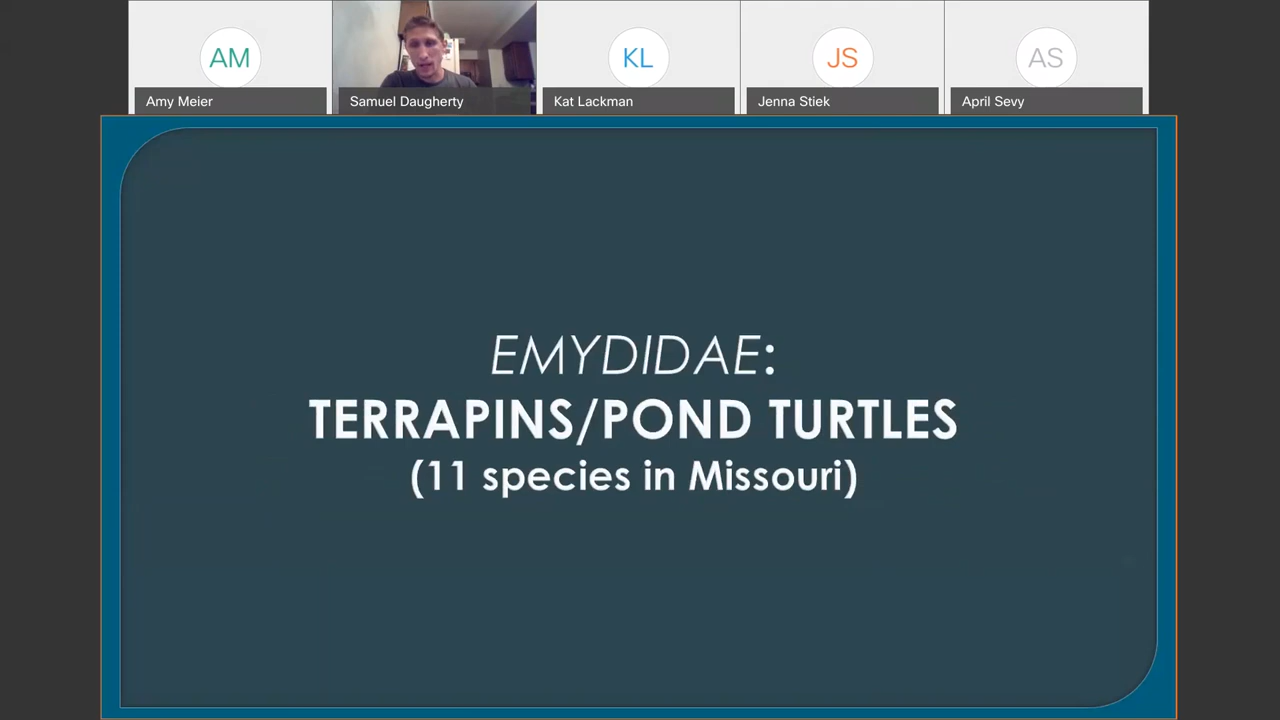 AM
KL
JS
AS
Amy Meier
Samuel Daugherty
Kat Lackman
Jenna Stiek
April Sevy
EMYDIDAE:
TERRAPINS/POND TURTLES
(11 species in Missouri)